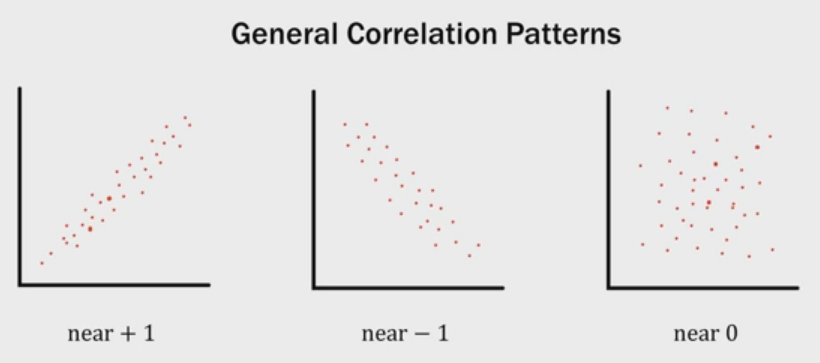 General Correlation Patterns
near + 1
near − 1
near 0